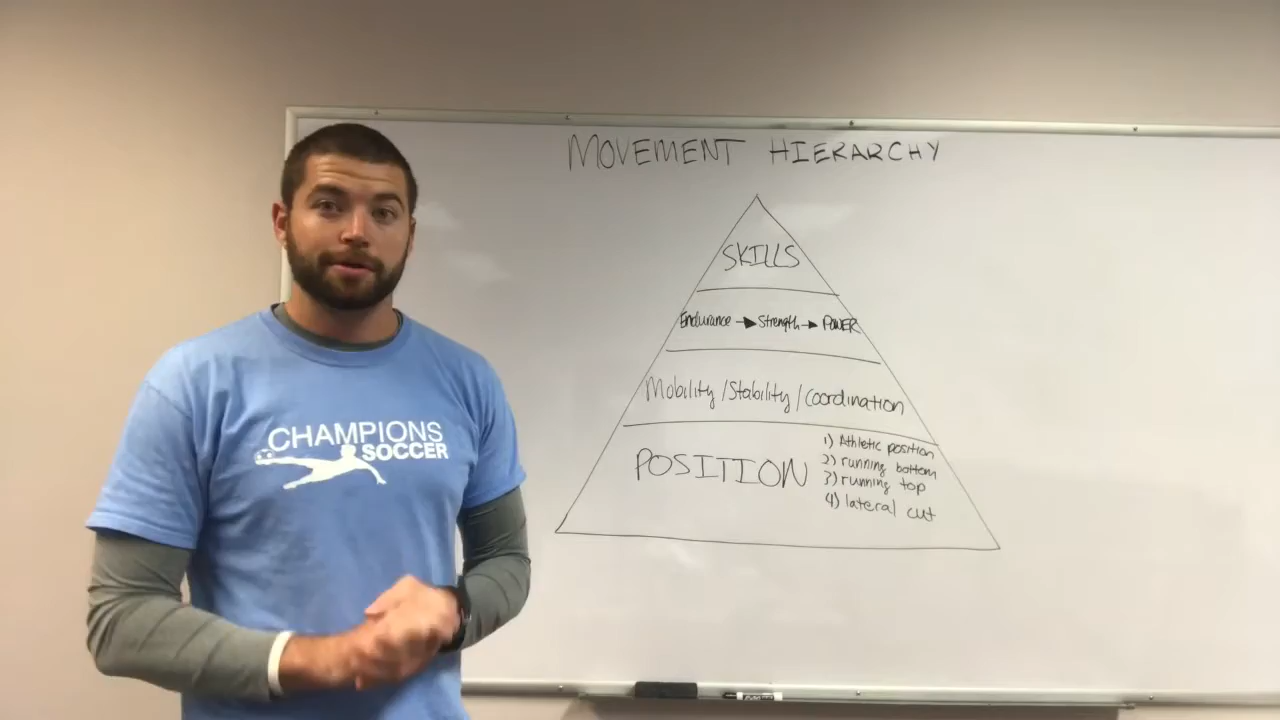 MOVEMENT HIERARCHY
SKILLS
Endurance → Strength → POWER
Mobility / Stability / Coordination
POSITION
1) Athletic position
2) running bottom
3) running top
4) lateral cut
CHAMPIONS
SOCCER